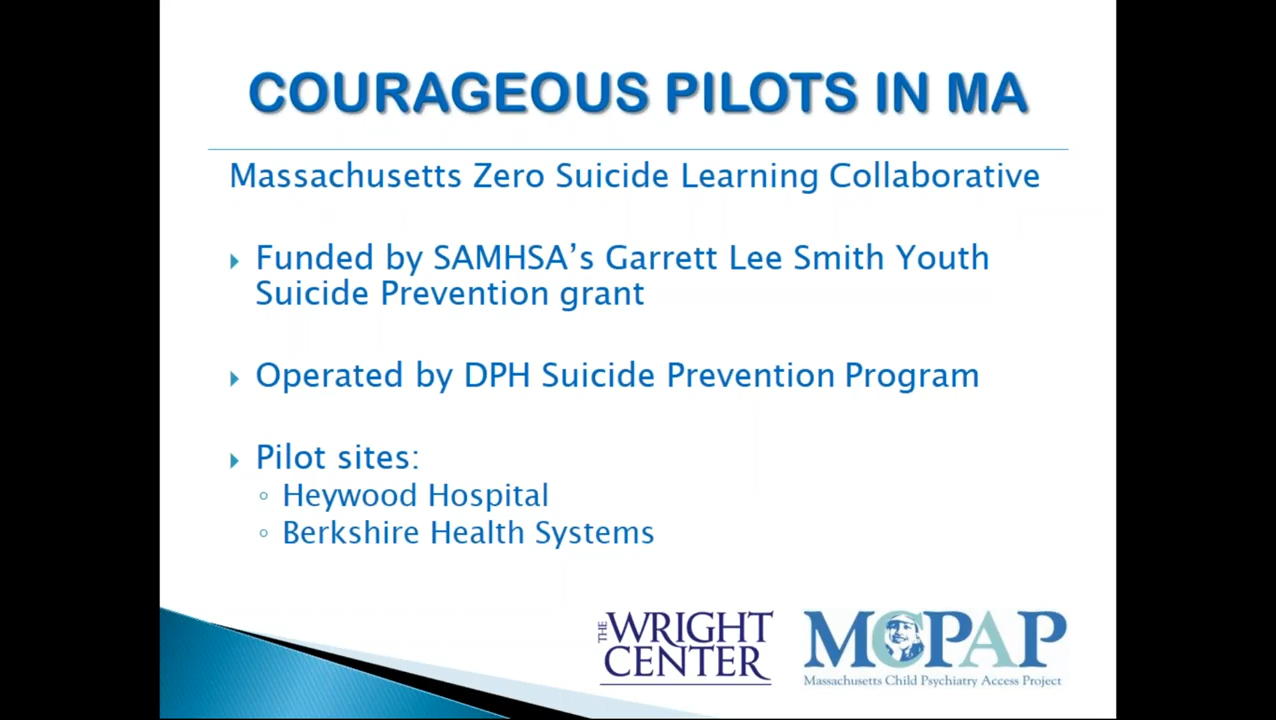 COURAGEOUS PILOTS IN MA
Massachusetts Zero Suicide Learning Collaborative
Funded by SAMHSA’s Garrett Lee Smith Youth
Suicide Prevention grant
Operated by DPH Suicide Prevention Program
Pilot sites:
Heywood Hospital
Berkshire Health Systems
THE WRIGHT
CENTER
MCPAP
Massachusetts Child Psychiatry Access Project